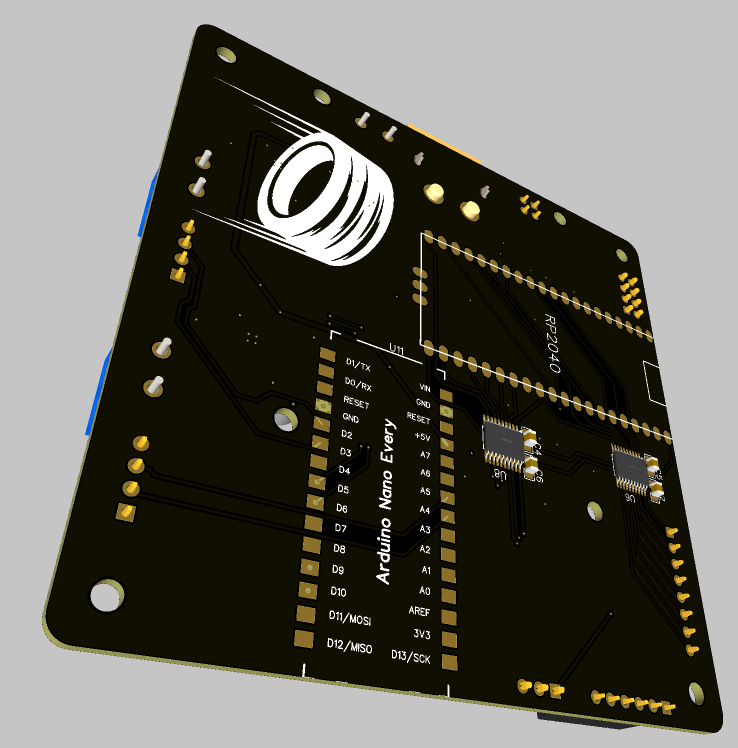 U11
D1/TX
D0/RX
RESET
GND
D2
D3
D4
D5
D6
D7
D8
D9
D10
D11/MOSI
D12/MISO
VIN
GND
RESET
+5V
A7
A6
A5
A4
A3
A2
A1
A0
AREF
3V3
D13/SCK
Arduino Nano Every
RP2040
C4
C6
U8
U6